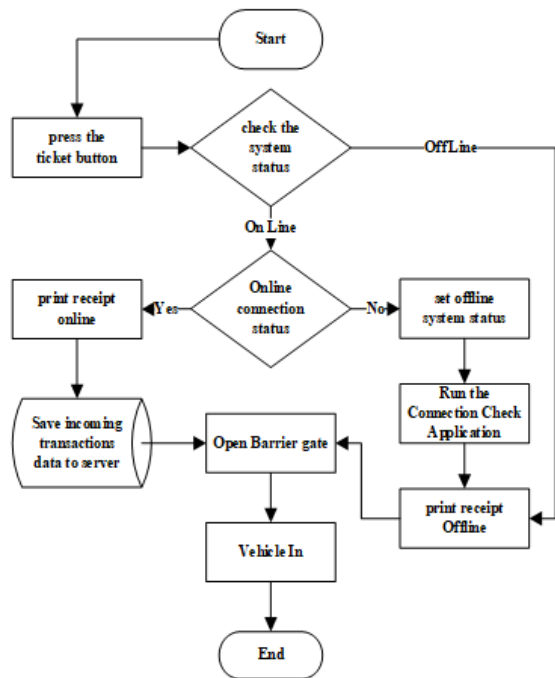 Start
press the
ticket button
check the
system
status
OffLine
On Line
print receipt
online
Yes
Online
connection
status
No
set offline
system status
Run the
Connection Check
Application
Save incoming
transactions
data to server
Open Barrier gate
print receipt
Offline
Vehicle In
End